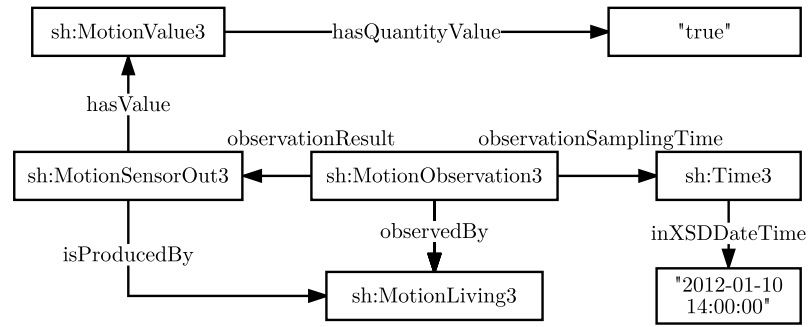 sh:MotionValue3
hasQuantityValue
"true"
hasValue
observationResult
observationSamplingTime
sh:MotionSensorOut3
sh:MotionObservation3
sh:Time3
observedBy
inXSDDateTime
isProducedBy
sh:MotionLiving3
"2012-01-10
14:00:00"